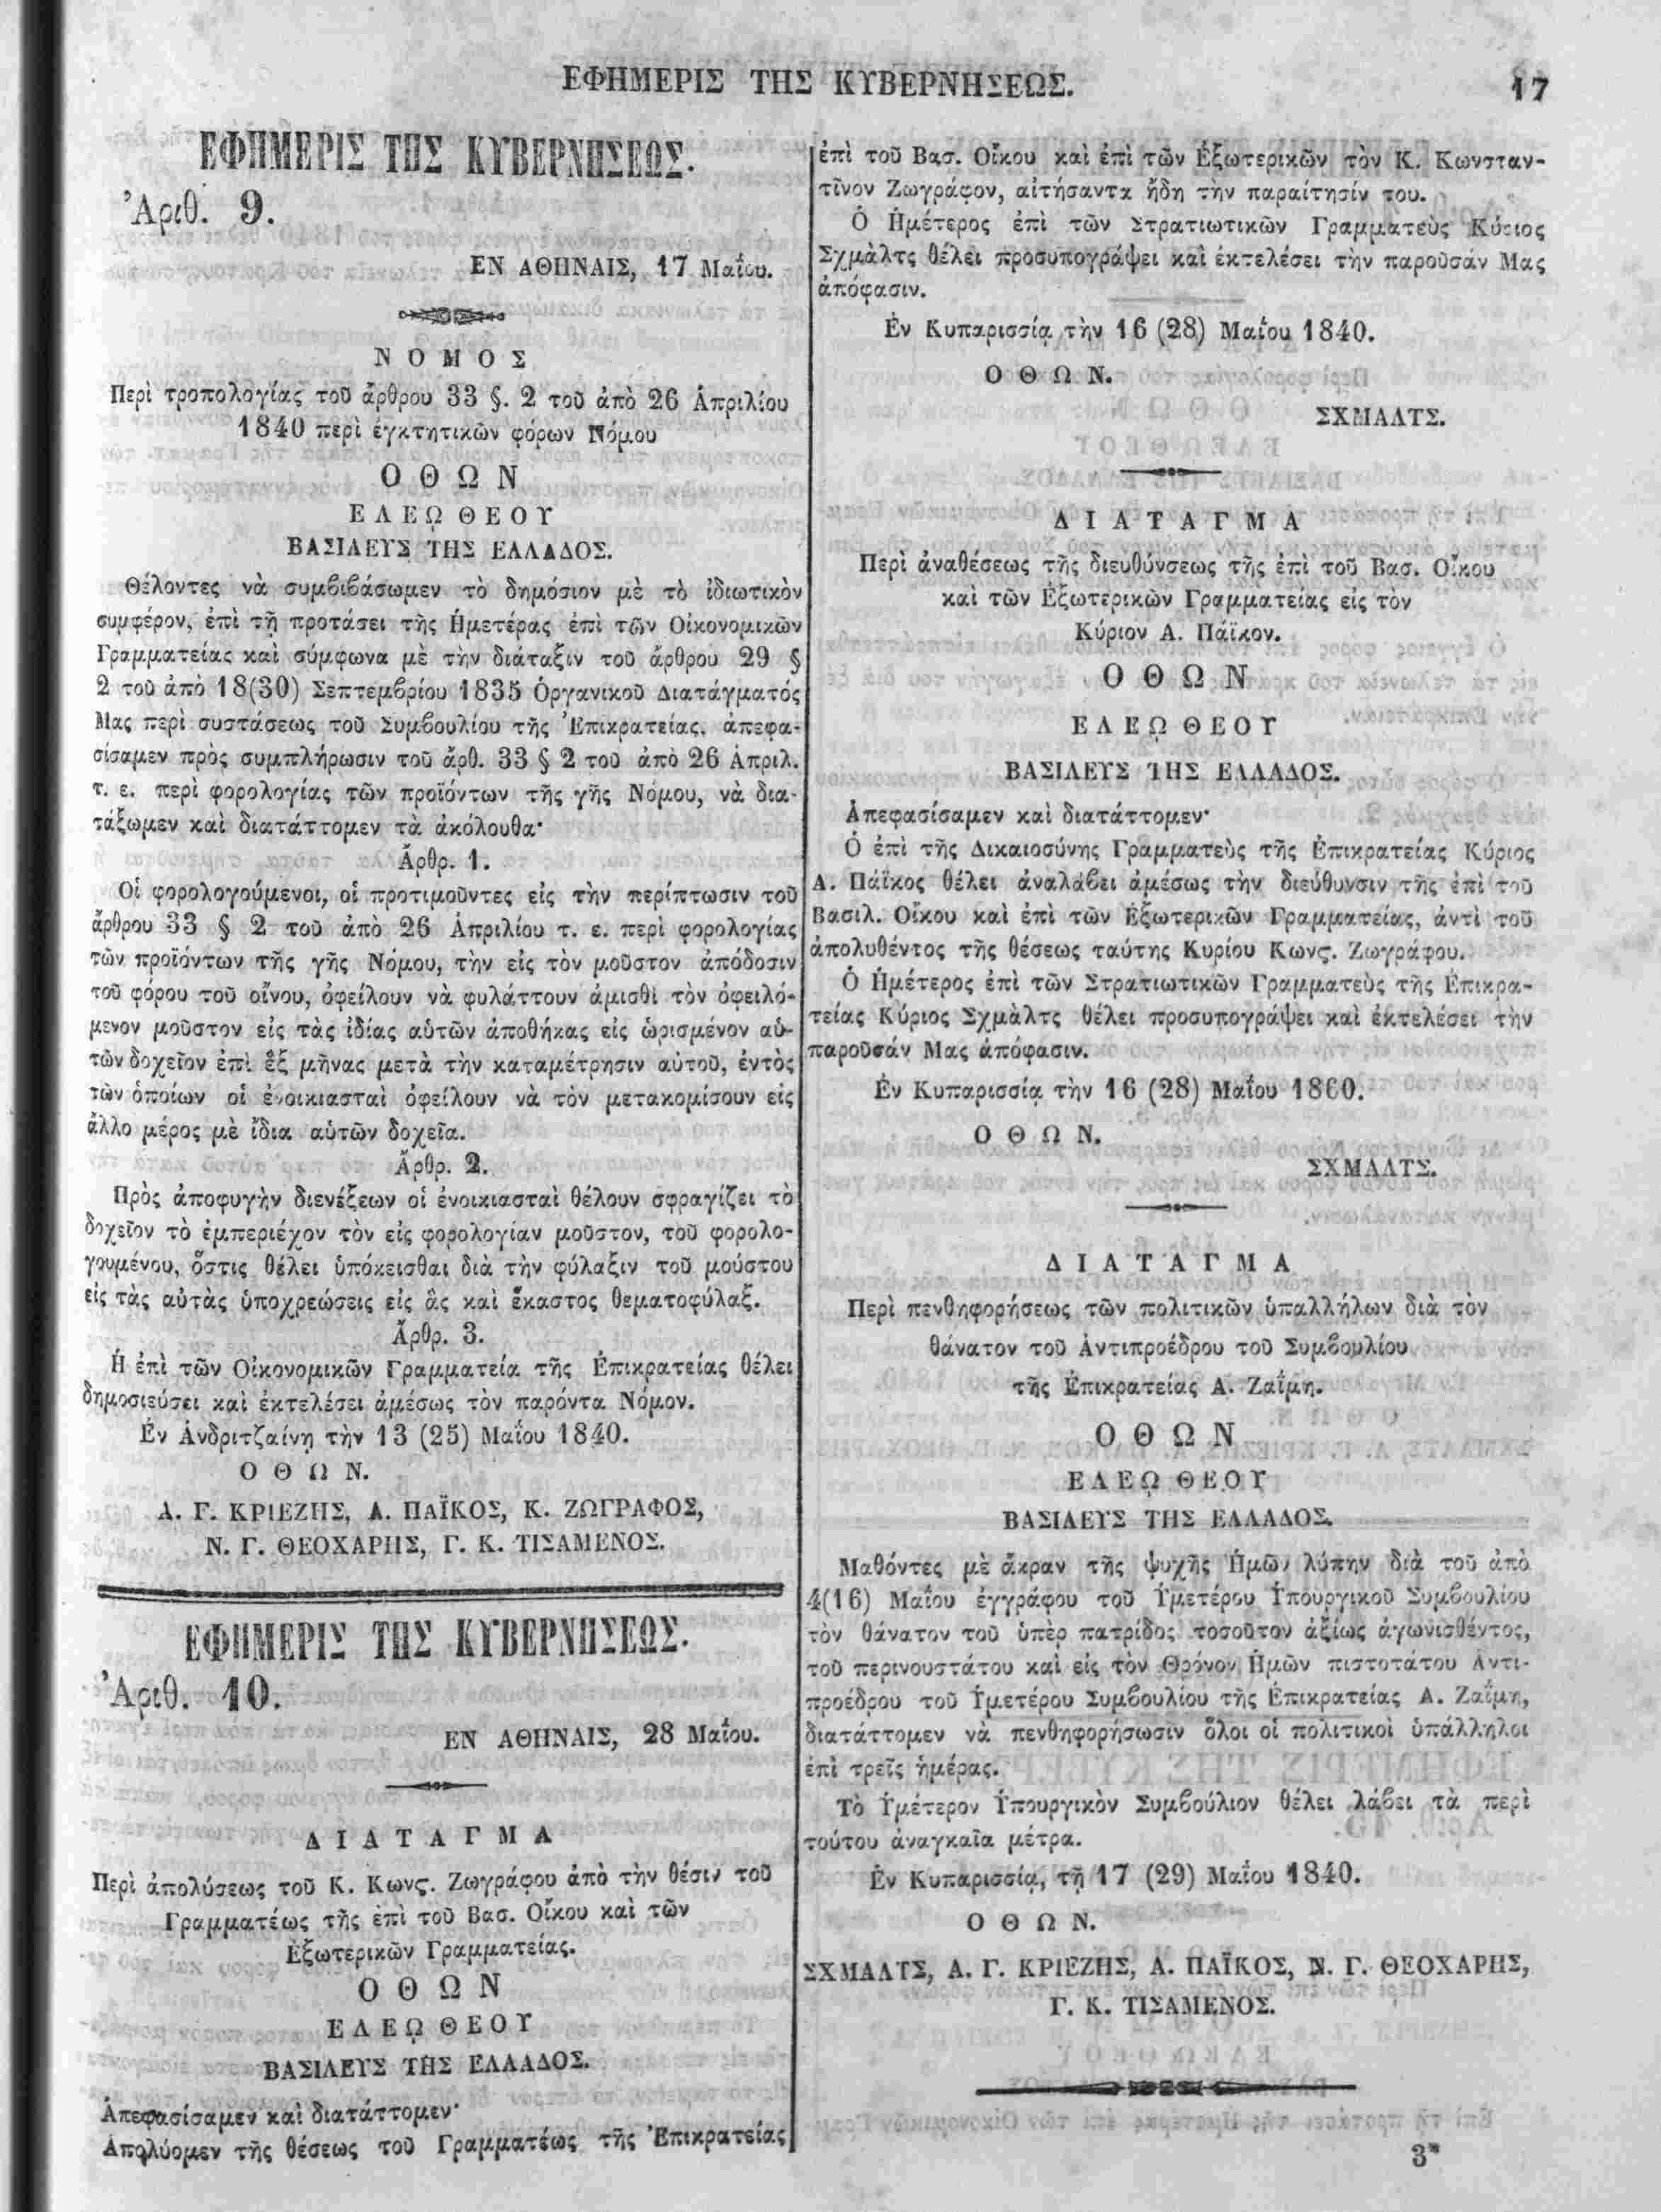 ΕΦΗΜΕΡΙΣ ΤΗΣ ΚΥΒΕΡΝΗΣΕΩΣ.
17
ΕΦΗΜΕΡΙΣ ΤΗΣ ΚΥΒΕΡΝΗΣΕΩΣ.
Ἀριθ. 9.
ΕΝ ΑΘΗΝΑΙΣ, 17 Μαΐου.
ΝΟΜΟΣ
Περὶ τροπολογίας τοῦ ἄρθρου 33 §. 2 τοῦ ἀπὸ 26 Ἀπριλίου
1840 περὶ ἐγκτητικῶν φόρων Νόμου
ΟΘΩΝ
ΕΛΕῼ ΘΕΟΥ
ΒΑΣΙΛΕΥΣ ΤΗΣ ΕΛΛΑΔΟΣ.
Θέλοντες νὰ συμβιβάσωμεν τὸ δημόσιον μὲ τὸ ἰδιωτικὸν
συμφέρον, ἐπὶ τῇ προτάσει τῆς Ἡμετέρας ἐπὶ τῶν Οἰκονομικῶν
Γραμματείας καὶ σύμφωνα μὲ τὴν διάταξιν τοῦ ἄρθρου 29 §
2 τοῦ ἀπὸ 18(30) Σεπτεμβρίου 1835 Ὀργανικοῦ Διατάγματός
Μας περὶ συστάσεως τοῦ Συμβουλίου τῆς Ἐπικρατείας, ἀπεφα-
σίσαμεν πρὸς συμπλήρωσιν τοῦ ἄρθ. 33 § 2 τοῦ ἀπὸ 26 Ἀπριλ.
τ. ε. περὶ φορολογίας τῶν προϊόντων τῆς γῆς Νόμου, νὰ δια-
τάξωμεν καὶ διατάττομεν τὰ ἀκόλουθα·
Ἄρθρ. 1.
Οἱ φορολογούμενοι, οἱ προτιμοῦντες εἰς τὴν περίπτωσιν τοῦ
ἄρθρου 33 § 2 τοῦ ἀπὸ 26 Ἀπριλίου τ. ε. περὶ φορολογίας
τῶν προϊόντων τῆς γῆς Νόμου, τὴν εἰς τὸν μοῦστον ἀπόδοσιν
τοῦ φόρου τοῦ οἴνου, ὀφείλουν νὰ φυλάττουν ἀμισθὶ τὸν ὀφειλό-
μενον μοῦστον εἰς τὰς ἰδίας αὑτῶν ἀποθήκας εἰς ὡρισμένον αὑ-
τῶν δοχεῖον ἐπὶ ἓξ μῆνας μετὰ τὴν καταμέτρησιν αὐτοῦ, ἐντὸς
τῶν ὁποίων οἱ ἐνοικιασταὶ ὀφείλουν νὰ τὸν μετακομίσουν εἰς
ἄλλο μέρος μὲ ἴδια αὑτῶν δοχεῖα.
Ἄρθρ. 2.
Πρὸς ἀποφυγὴν διενέξεων οἱ ἐνοικιασταὶ θέλουν σφραγίζει τὸ
δοχεῖον τὸ ἐμπεριέχον τὸν εἰς φορολογίαν μοῦστον, τοῦ φορολο-
γουμένου, ὅστις θέλει ὑπόκεισθαι διὰ τὴν φύλαξιν τοῦ μούστου
εἰς τὰς αὐτὰς ὑποχρεώσεις εἰς ἃς καὶ ἕκαστος θεματοφύλαξ.
Ἄρθρ. 3.
Ἡ ἐπὶ τῶν Οἰκονομικῶν Γραμματεία τῆς Ἐπικρατείας θέλει
δημοσιεύσει καὶ ἐκτελέσει ἀμέσως τὸν παρόντα Νόμον.
Ἐν Ἀνδριτζαίνῃ τὴν 13 (25) Μαΐου 1840.
ΟΘΩΝ.
Α. Γ. ΚΡΙΕΖΗΣ, Α. ΠΑΪΚΟΣ, Κ. ΖΩΓΡΑΦΟΣ,
Ν. Γ. ΘΕΟΧΑΡΗΣ, Γ. Κ. ΤΙΣΑΜΕΝΟΣ.
ΕΦΗΜΕΡΙΣ ΤΗΣ ΚΥΒΕΡΝΗΣΕΩΣ.
Ἀριθ. 10.
ΕΝ ΑΘΗΝΑΙΣ, 28 Μαΐου.
ΔΙΑΤΑΓΜΑ
Περὶ ἀπολύσεως τοῦ Κ. Κωνς. Ζωγράφου ἀπὸ τὴν θέσιν τοῦ
Γραμματέως τῆς ἐπὶ τοῦ Βασ. Οἴκου καὶ τῶν
Ἐξωτερικῶν Γραμματείας.
ΟΘΩΝ
ΕΛΕῼ ΘΕΟΥ
ΒΑΣΙΛΕΥΣ ΤΗΣ ΕΛΛΑΔΟΣ.
Ἀπεφασίσαμεν καὶ διατάττομεν·
Ἀπολύομεν τῆς θέσεως τοῦ Γραμματέως τῆς Ἐπικρατείας
ἐπὶ τοῦ Βασ. Οἴκου καὶ ἐπὶ τῶν Ἐξωτερικῶν τὸν Κ. Κωνσταν-
τῖνον Ζωγράφον, αἰτήσαντα ἤδη τὴν παραίτησίν του.
Ὁ Ἡμέτερος ἐπὶ τῶν Στρατιωτικῶν Γραμματεὺς Κύριος
Σχμὰλτς θέλει προσυπογράψει καὶ ἐκτελέσει τὴν παροῦσάν Μας
ἀπόφασιν.
Ἐν Κυπαρισσίᾳ τὴν 16 (28) Μαΐου 1840.
ΟΘΩΝ.
ΣΧΜΑΛΤΣ.
ΔΙΑΤΑΓΜΑ
Περὶ ἀναθέσεως τῆς διευθύνσεως τῆς ἐπὶ τοῦ Βασ. Οἴκου
καὶ τῶν Ἐξωτερικῶν Γραμματείας εἰς τὸν
Κύριον Α. Πάϊκον.
ΟΘΩΝ
ΕΛΕῼ ΘΕΟΥ
ΒΑΣΙΛΕΥΣ ΤΗΣ ΕΛΛΑΔΟΣ.
Ἀπεφασίσαμεν καὶ διατάττομεν·
Ὁ ἐπὶ τῆς Δικαιοσύνης Γραμματεὺς τῆς Ἐπικρατείας Κύριος
Α. Πάϊκος θέλει ἀναλάβει ἀμέσως τὴν διεύθυνσιν τῆς ἐπὶ τοῦ
Βασιλ. Οἴκου καὶ ἐπὶ τῶν Ἐξωτερικῶν Γραμματείας, ἀντὶ τοῦ
ἀπολυθέντος τῆς θέσεως ταύτης Κυρίου Κωνς. Ζωγράφου.
Ὁ Ἡμέτερος ἐπὶ τῶν Στρατιωτικῶν Γραμματεὺς τῆς Ἐπικρα-
τείας Κύριος Σχμὰλτς θέλει προσυπογράψει καὶ ἐκτελέσει τὴν
παροῦσάν Μας ἀπόφασιν.
Ἐν Κυπαρισσίᾳ τὴν 16 (28) Μαΐου 1860.
ΟΘΩΝ.
ΣΧΜΑΛΤΣ.
ΔΙΑΤΑΓΜΑ
Περὶ πενθηφορήσεως τῶν πολιτικῶν ὑπαλλήλων διὰ τὸν
θάνατον τοῦ Ἀντιπροέδρου τοῦ Συμβουλίου
τῆς Ἐπικρατείας Α. Ζαΐμη.
ΟΘΩΝ
ΕΛΕῼ ΘΕΟΥ
ΒΑΣΙΛΕΥΣ ΤΗΣ ΕΛΛΑΔΟΣ.
Μαθόντες μὲ ἄκραν τῆς ψυχῆς Ἡμῶν λύπην διὰ τοῦ ἀπὸ
4(16) Μαΐου ἐγγράφου τοῦ Ὑμετέρου Ὑπουργικοῦ Συμβουλίου
τὸν θάνατον τοῦ ὑπὲρ πατρίδος τοσοῦτον ἀξίως ἀγωνισθέντος,
τοῦ περινουστάτου καὶ εἰς τὸν Θρόνον Ἡμῶν πιστοτάτου Ἀντι-
προέδρου τοῦ Ὑμετέρου Συμβουλίου τῆς Ἐπικρατείας Α. Ζαΐμη,
διατάττομεν νὰ πενθηφορήσωσιν ὅλοι οἱ πολιτικοὶ ὑπάλληλοι
ἐπὶ τρεῖς ἡμέρας.
Τὸ Ὑμέτερον Ὑπουργικὸν Συμβούλιον θέλει λάβει τὰ περὶ
τούτου ἀναγκαῖα μέτρα.
Ἐν Κυπαρισσίᾳ, τῇ 17 (29) Μαΐου 1840.
ΟΘΩΝ.
ΣΧΜΑΛΤΣ, Α. Γ. ΚΡΙΕΖΗΣ, Α. ΠΑΪΚΟΣ, Ν. Γ. ΘΕΟΧΑΡΗΣ,
Γ. Κ. ΤΙΣΑΜΕΝΟΣ.
3*